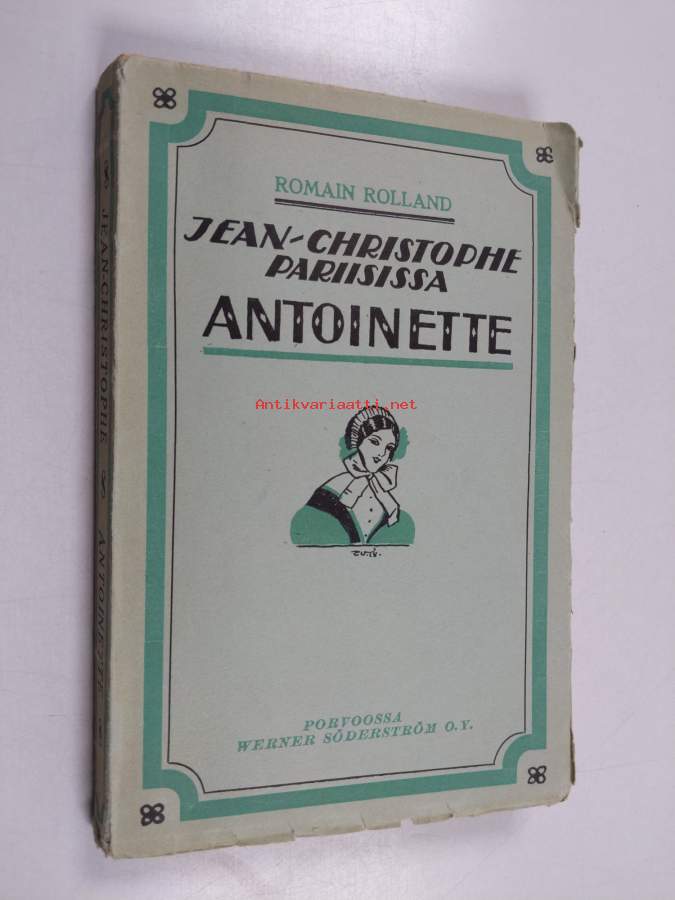 ROMAIN ROLLAND
JEAN-CHRISTOPHE
PARIISISSA
ANTOINETTE
Antikvariaatti.net
PORVOOSSA
WERNER SÖDERSTRÖM O.Y.
JEAN-CHRISTOPHE
ANTOINETTE